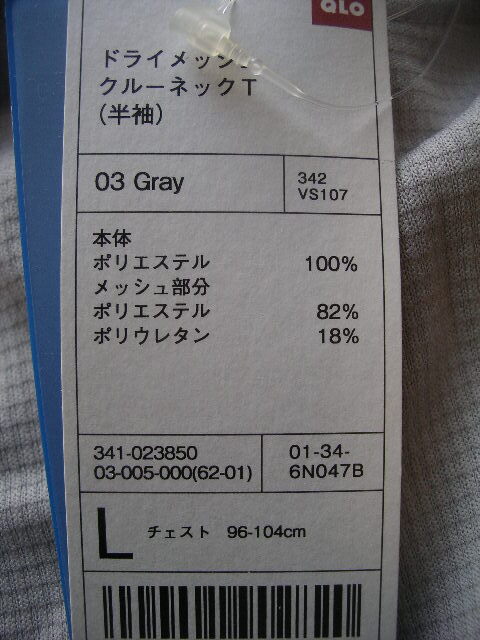 QLO
ドライメッシュ
クルーネックT
(半袖)
03 Gray
342
VS107
本体
ポリエステル 100%
メッシュ部分
ポリエステル 82%
ポリウレタン 18%
341-023850
03-005-000(62-01)
01-34-
6N047B
L チェスト 96-104cm